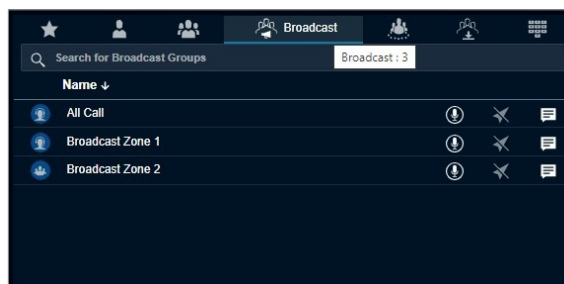 Broadcast
Search for Broadcast Groups
Broadcast : 3
Name ↓
All Call
Broadcast Zone 1
Broadcast Zone 2